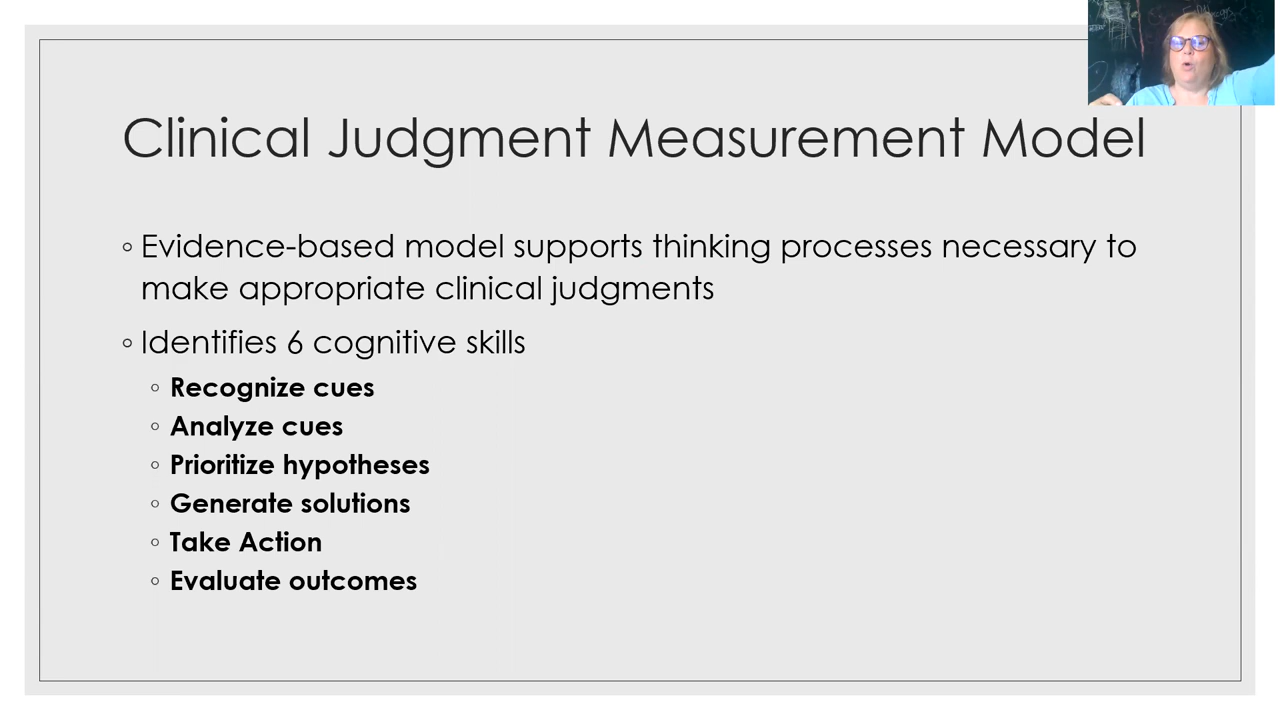 Clinical Judgment Measurement Model
◦ Evidence-based model supports thinking processes necessary to
make appropriate clinical judgments
◦ Identifies 6 cognitive skills
◦ Recognize cues
◦ Analyze cues
◦ Prioritize hypotheses
◦ Generate solutions
◦ Take Action
◦ Evaluate outcomes